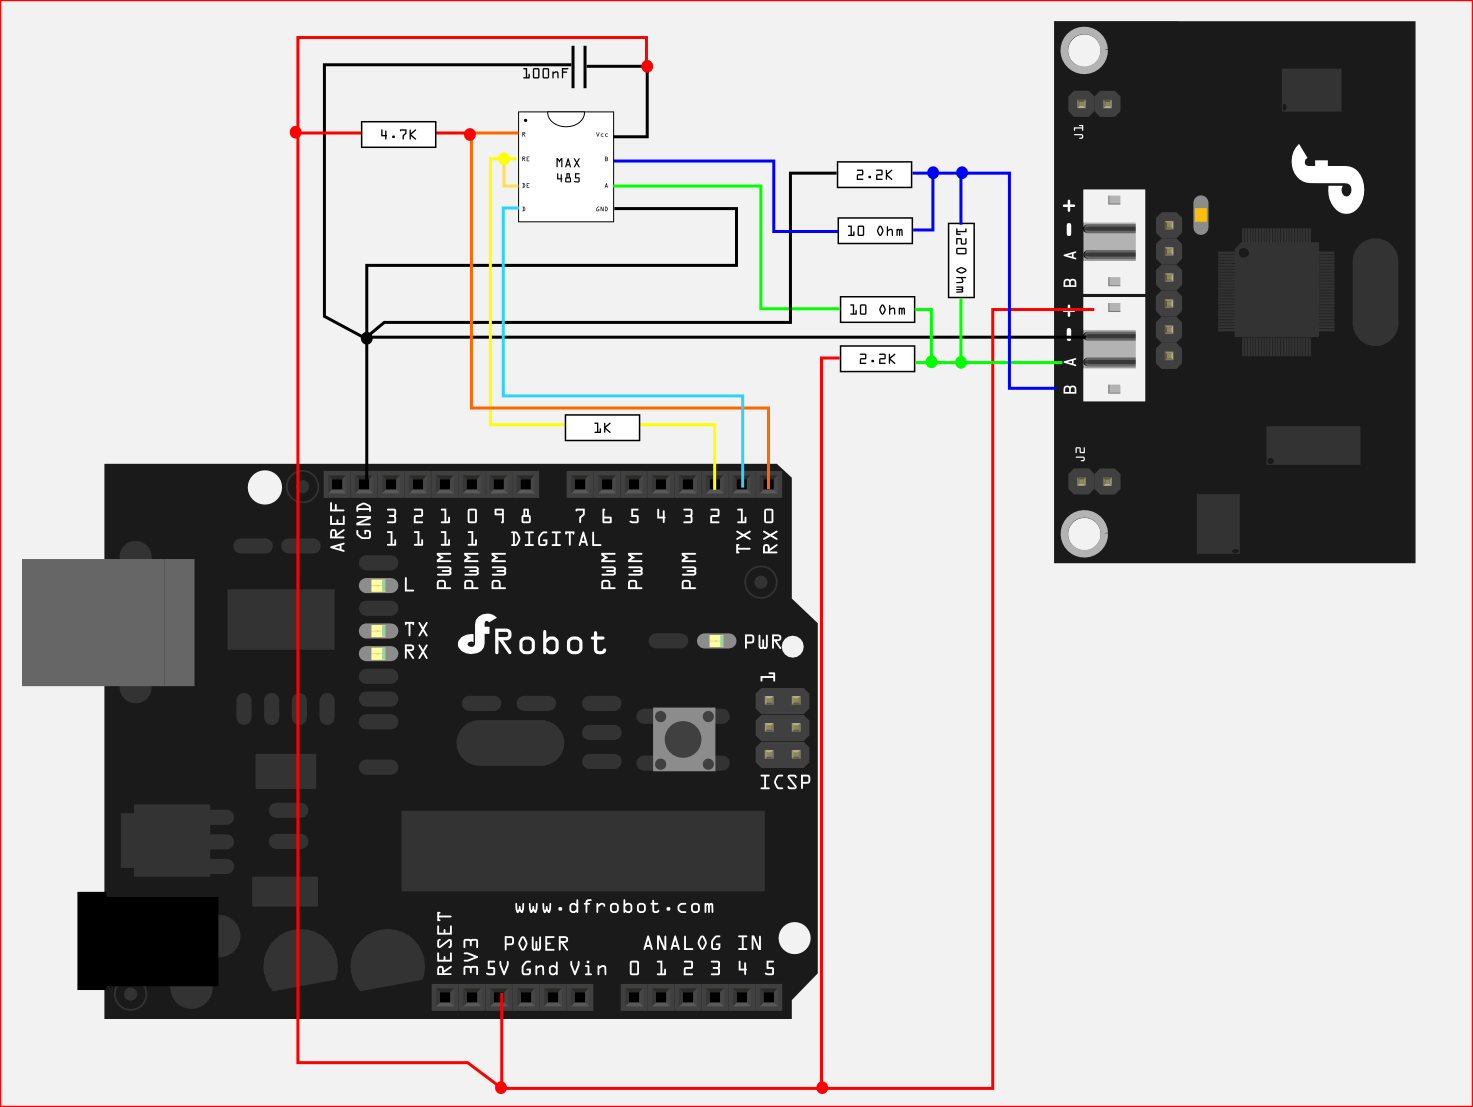 100nF
4.7K
R
Vcc
RE
B
MAX
485
DE
A
D
GND
2.2K
10 Ohm
120 Ohm
10 Ohm
2.2K
1K
J1
+
-
A
B
+
-
A
B
J2
AREF
GND
13
12
11
10
9
8
7
6
5
4
3
2
1
0
TX
RX
DIGITAL
PWM
PWM
PWM
PWM
PWM
PWM
L
TX
RX
Robot
PWR
1
ICSP
www.dfrobot.com
RESET
3V3
POWER
ANALOG IN
5V Gnd Vin
0 1 2 3 4 5